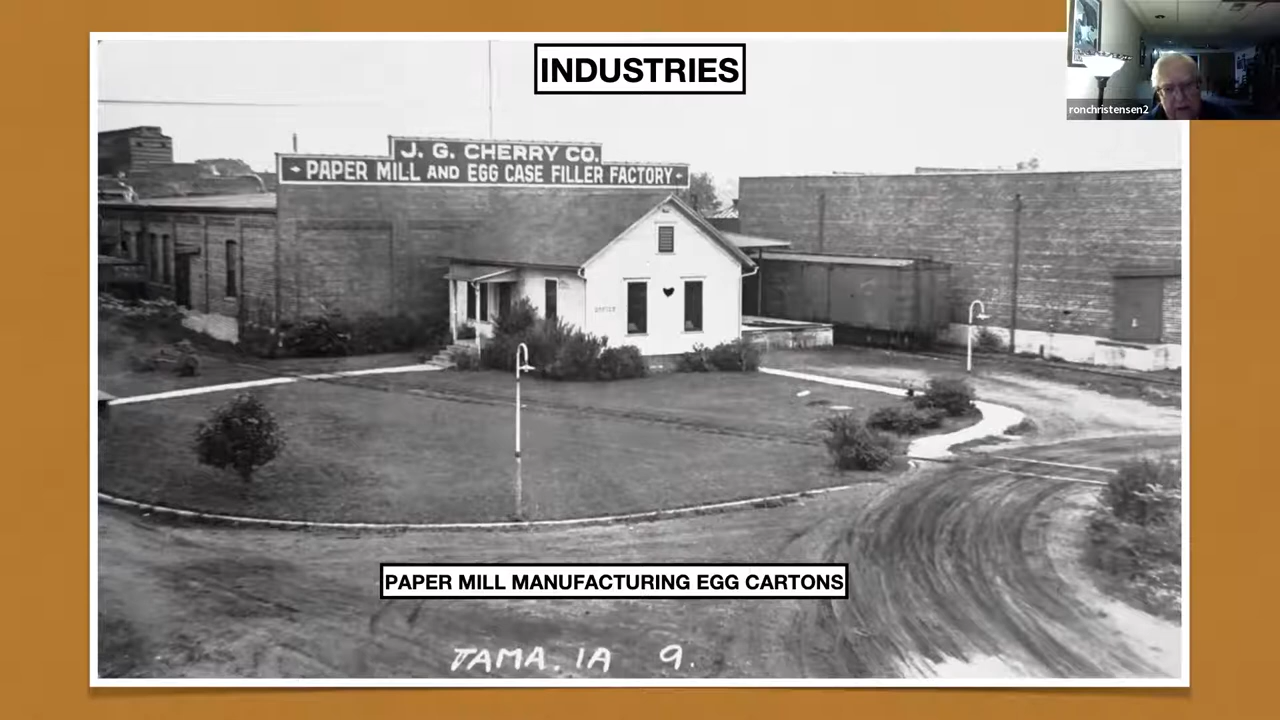 INDUSTRIES
ronchristensen2
J. G. CHERRY CO.
PAPER MILL AND EGG CASE FILLER FACTORY
OFFICE
PAPER MILL MANUFACTURING EGG CARTONS
TAMA. IA 9.